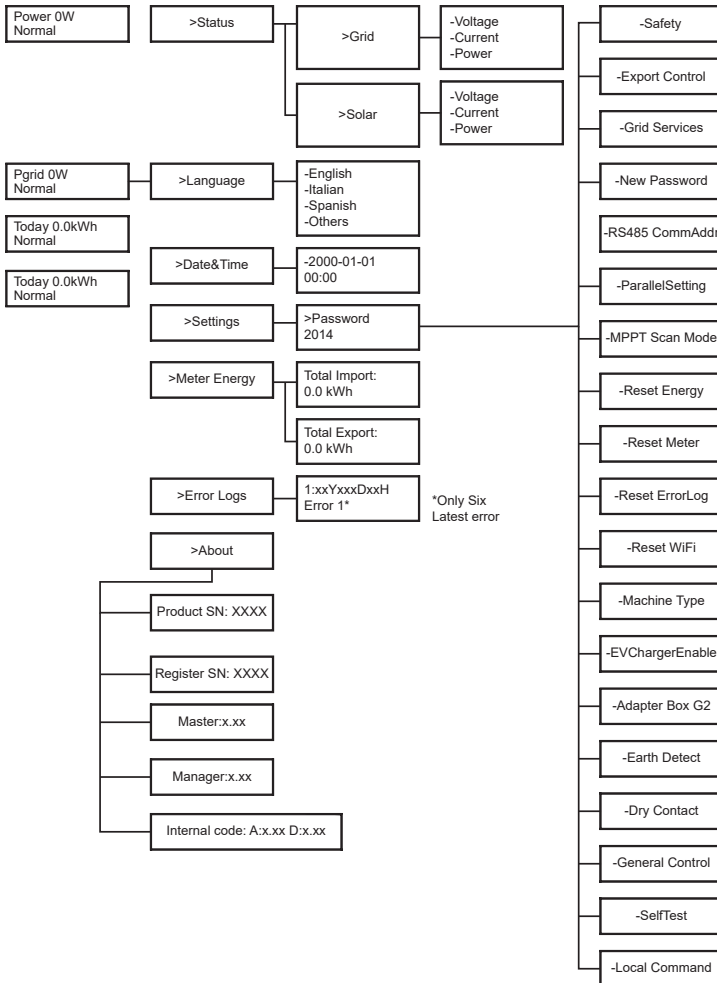 Power 0W
Normal
>Status
>Grid
-Voltage
-Current
-Power
>Solar
-Voltage
-Current
-Power
Pgrid 0W
Normal
>Language
-English
-Italian
-Spanish
-Others
Today 0.0kWh
Normal
>Date&Time
-2000-01-01
00:00
Today 0.0kWh
Normal
>Settings
>Password
2014
>Meter Energy
Total Import:
0.0 kWh
Total Export:
0.0 kWh
>Error Logs
1:xxYxxxDxxH
Error 1*
*Only Six
Latest error
>About
Product SN: XXXX
Register SN: XXXX
Master:x.xx
Manager:x.xx
Internal code: A:x.xx D:x.xx
-Safety
-Export Control
-Grid Services
-New Password
-RS485 CommAddr
-ParallelSetting
-MPPT Scan Mode
-Reset Energy
-Reset Meter
-Reset ErrorLog
-Reset WiFi
-Machine Type
-EVChargerEnable
-Adapter Box G2
-Earth Detect
-Dry Contact
-General Control
-SelfTest
-Local Command